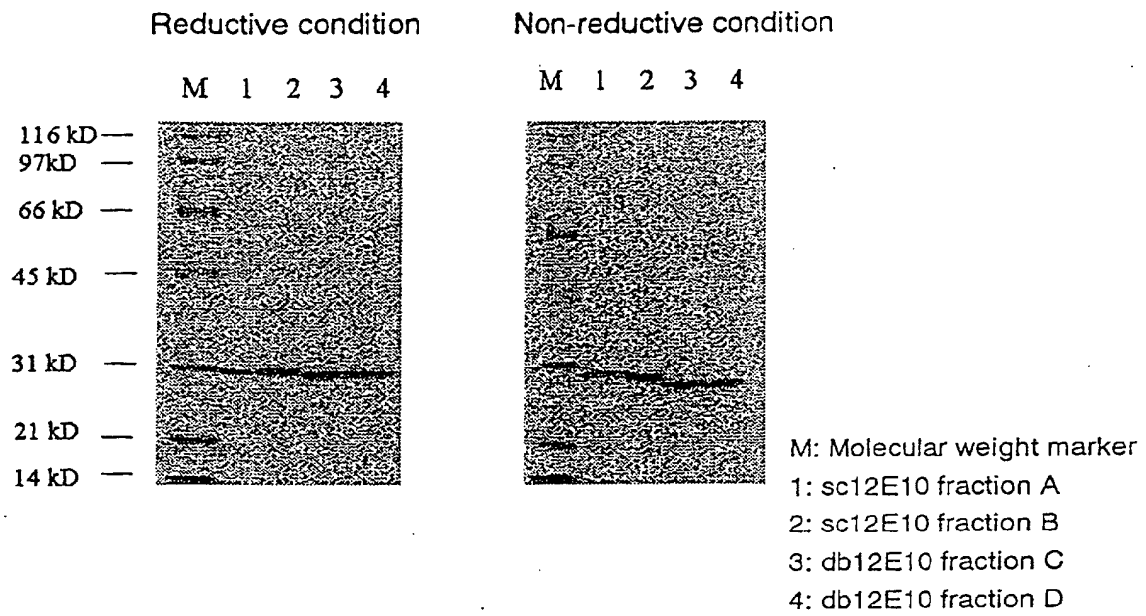 Reductive condition
Non-reductive condition
M 1 2 3 4
M 1 2 3 4
116 kD
97kD
66 kD
45 kD
31 kD
21 kD
14 kD
M: Molecular weight marker
1: sc12E10 fraction A
2: sc12E10 fraction B
3: db12E10 fraction C
4: db12E10 fraction D